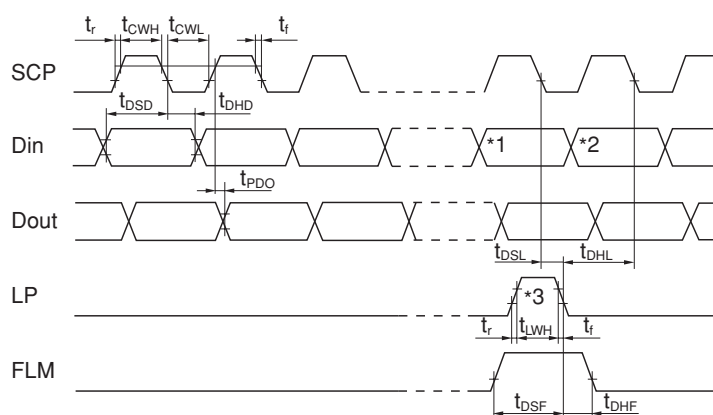 tr tCWH tCWL tf
SCP
tDSD tDHD
Din *1 *2
tPDO
Dout
tDSL tDHL
LP *3
tr tLWH tf
FLM
tDSF tDHF